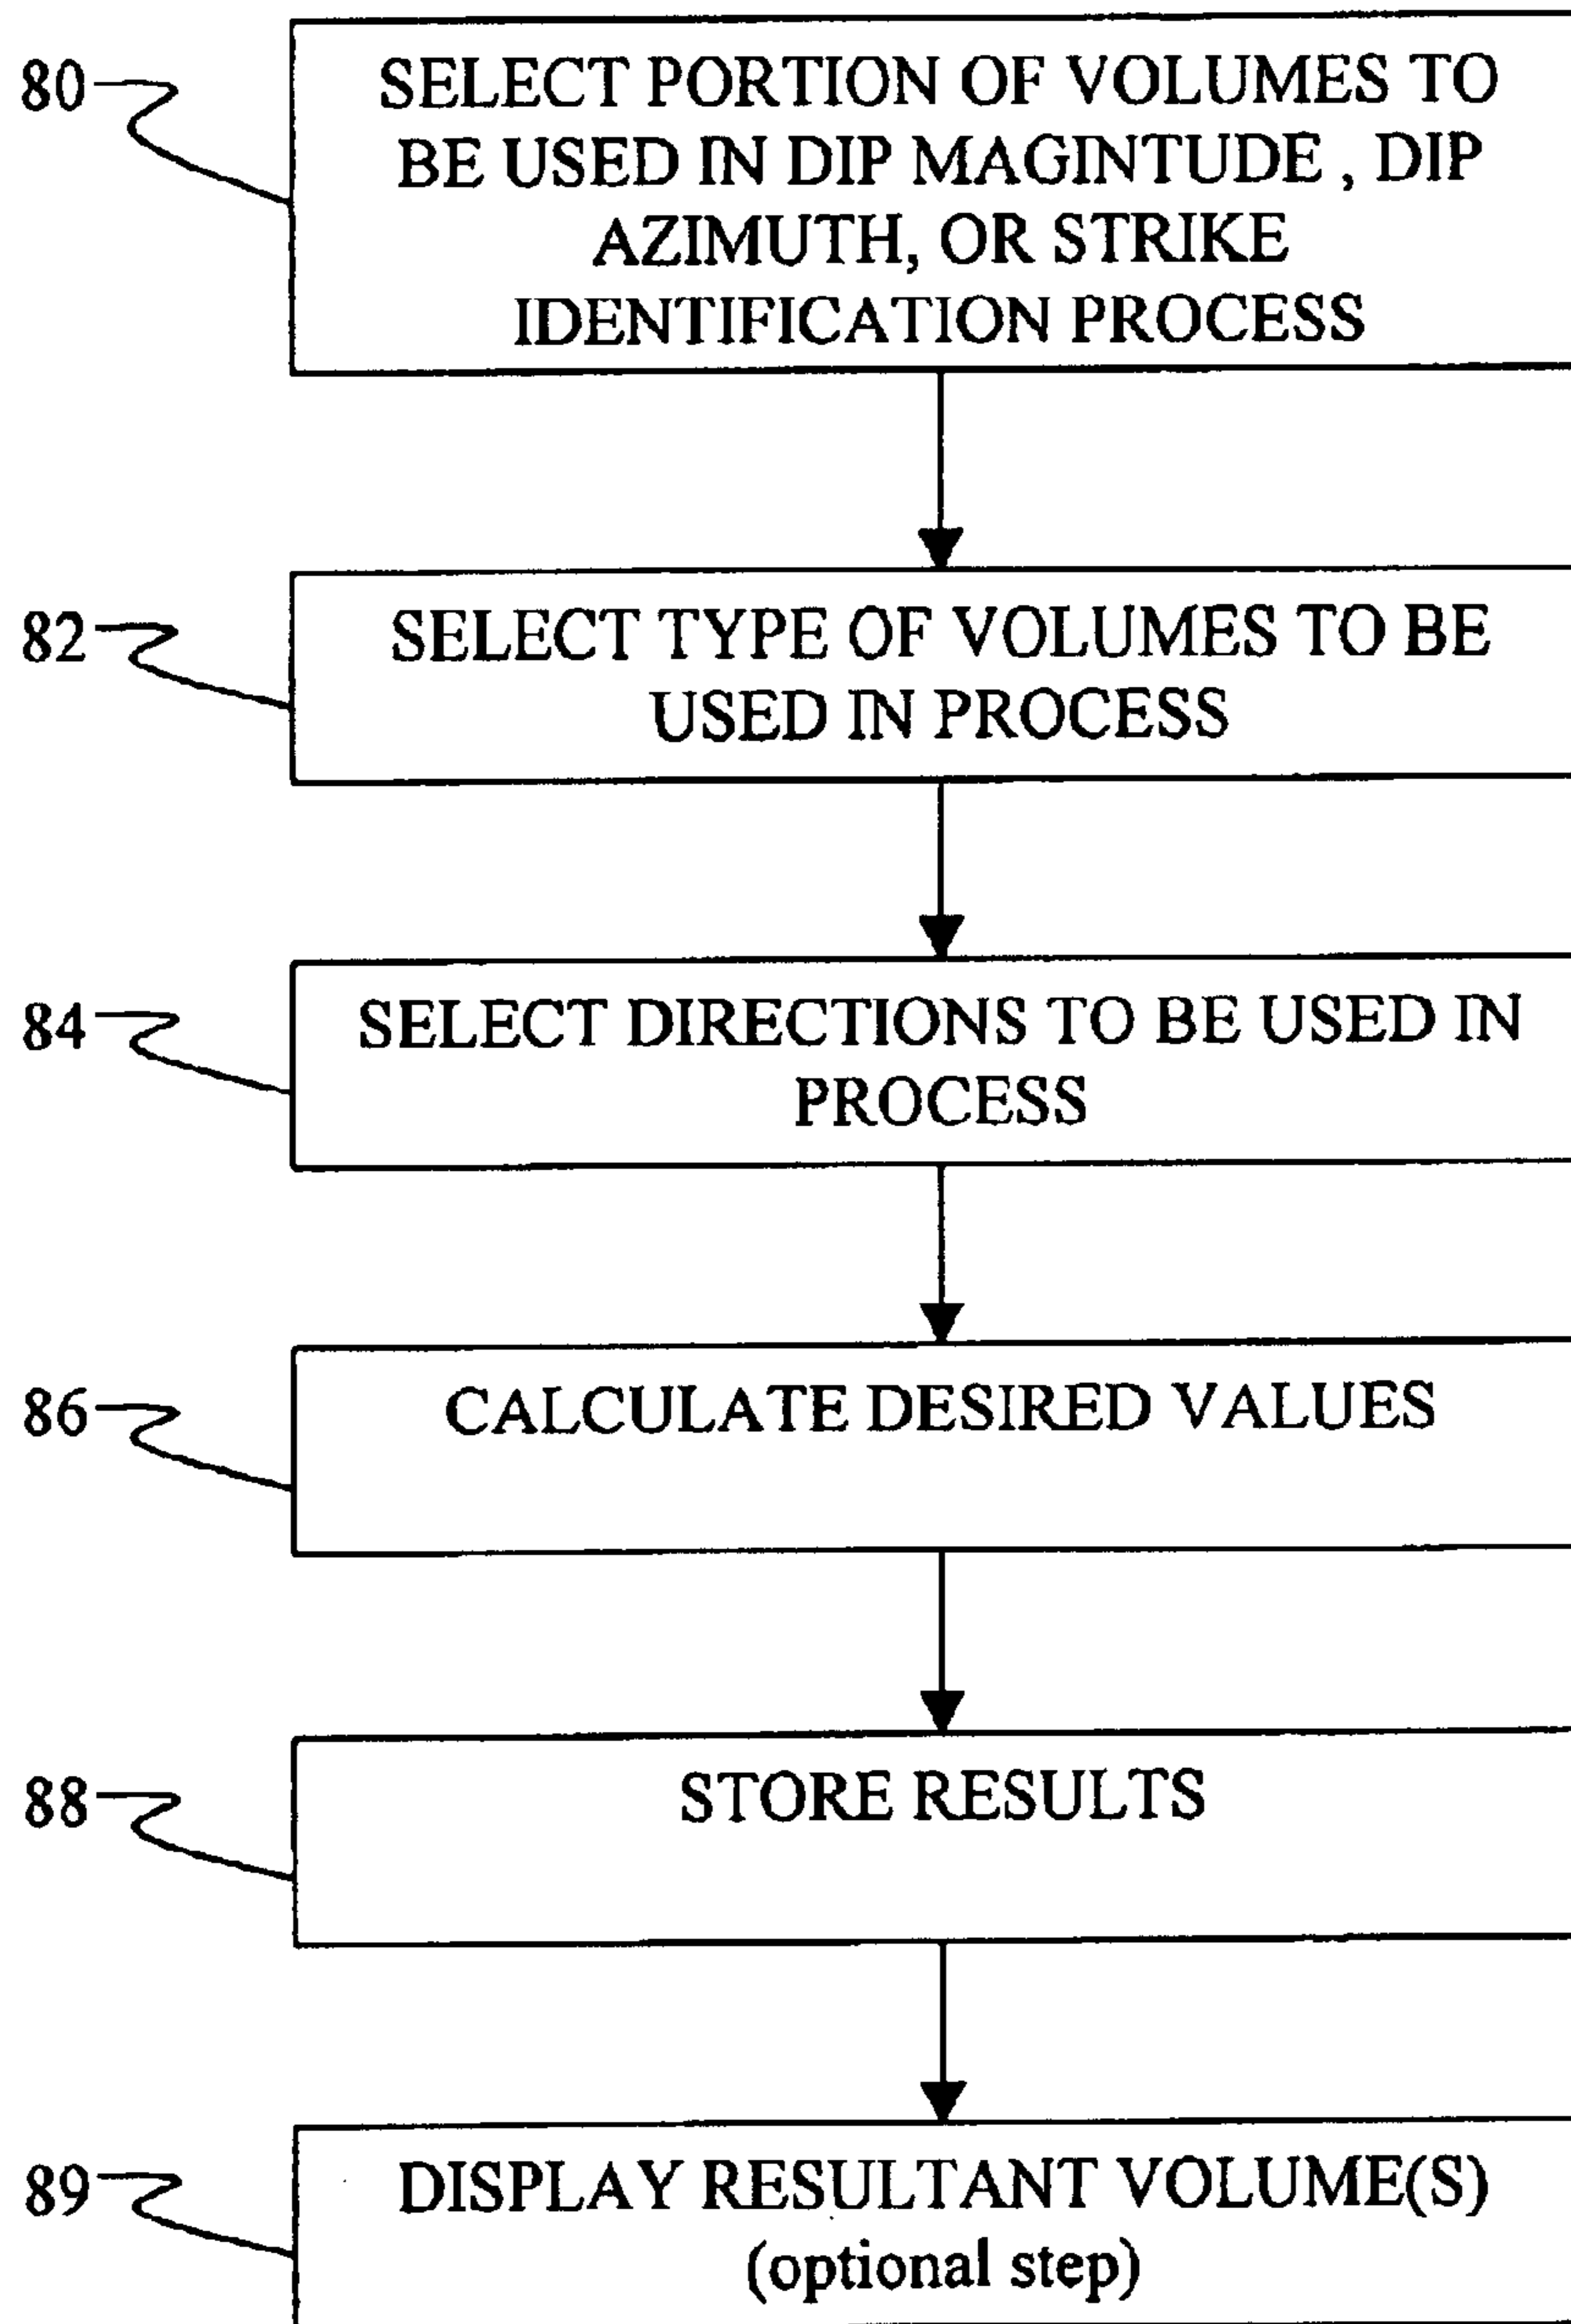 80
SELECT PORTION OF VOLUMES TO
BE USED IN DIP MAGINTUDE , DIP
AZIMUTH, OR STRIKE
IDENTIFICATION PROCESS
82
SELECT TYPE OF VOLUMES TO BE
USED IN PROCESS
84
SELECT DIRECTIONS TO BE USED IN
PROCESS
86
CALCULATE DESIRED VALUES
88
STORE RESULTS
89
DISPLAY RESULTANT VOLUME(S)
(optional step)